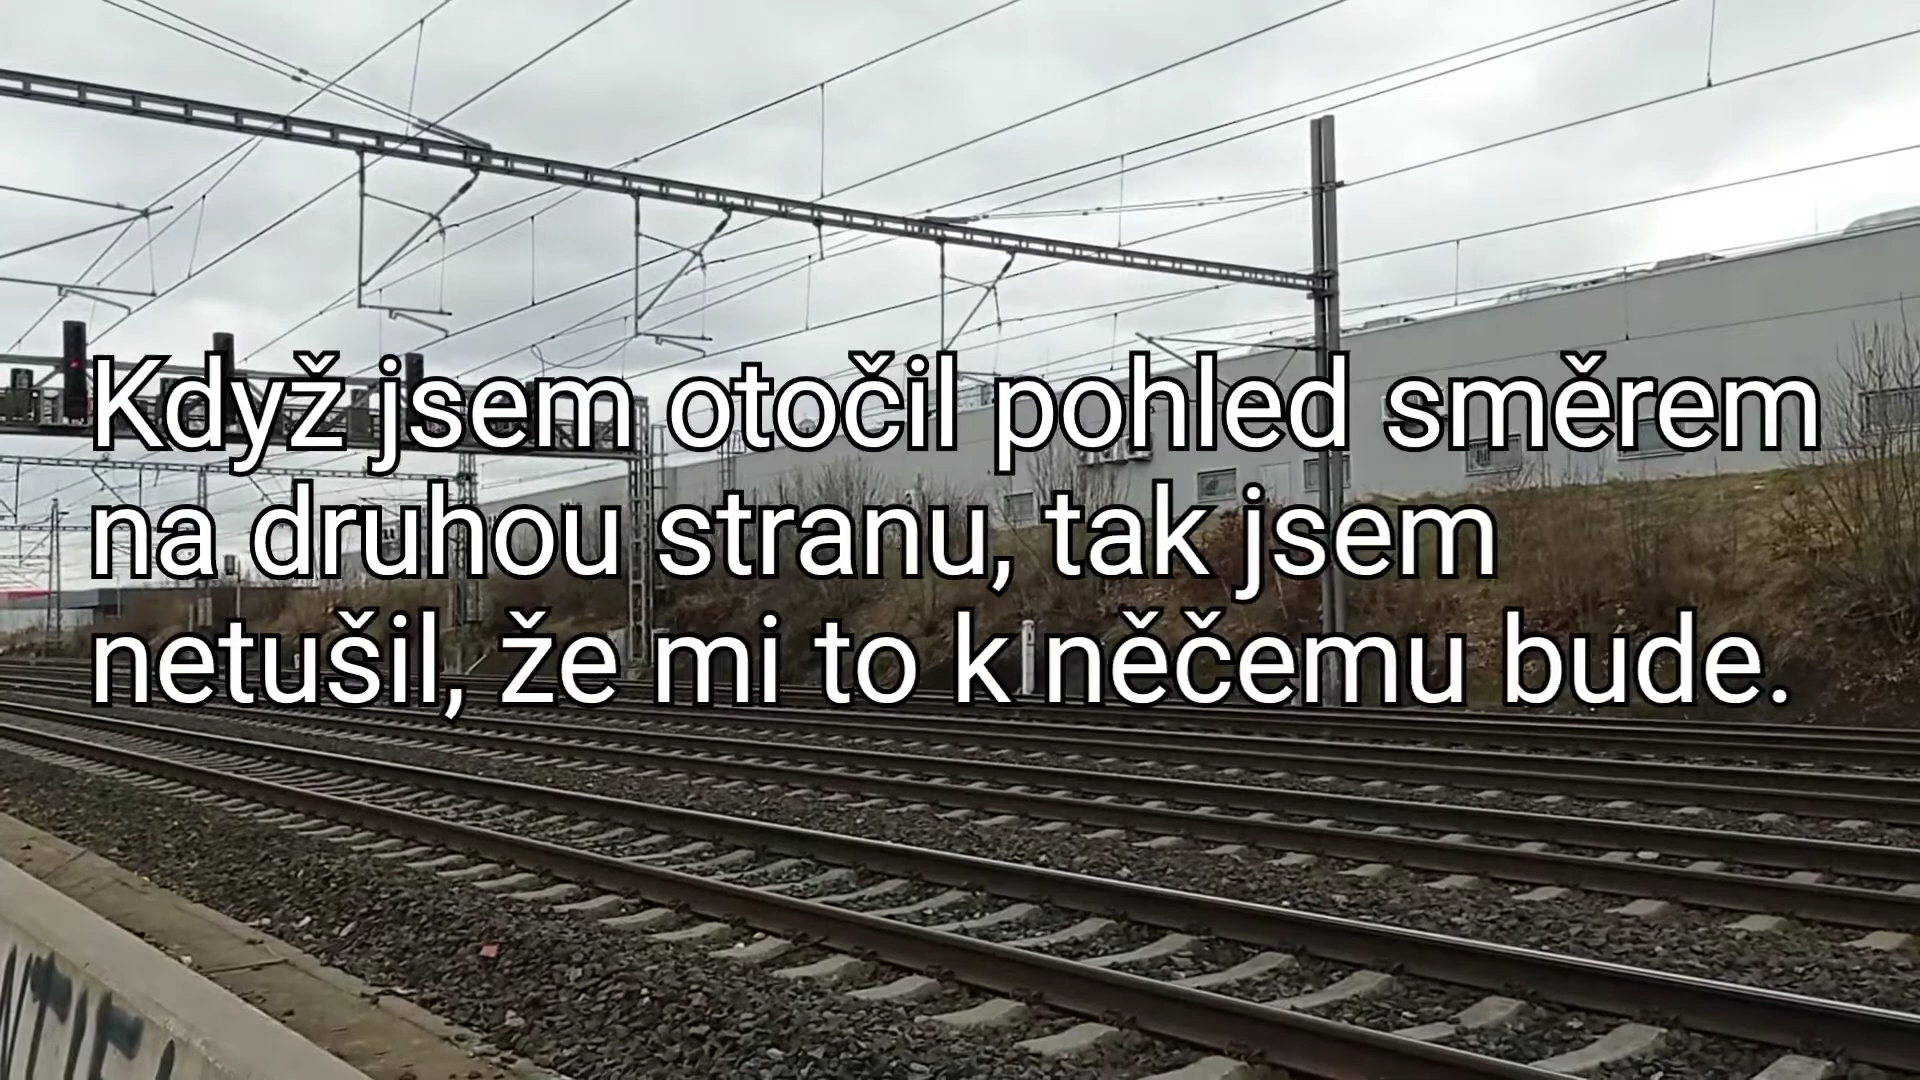 Když jsem otočil pohled směrem
na druhou stranu, tak jsem
netušil, že mi to k něčemu bude.